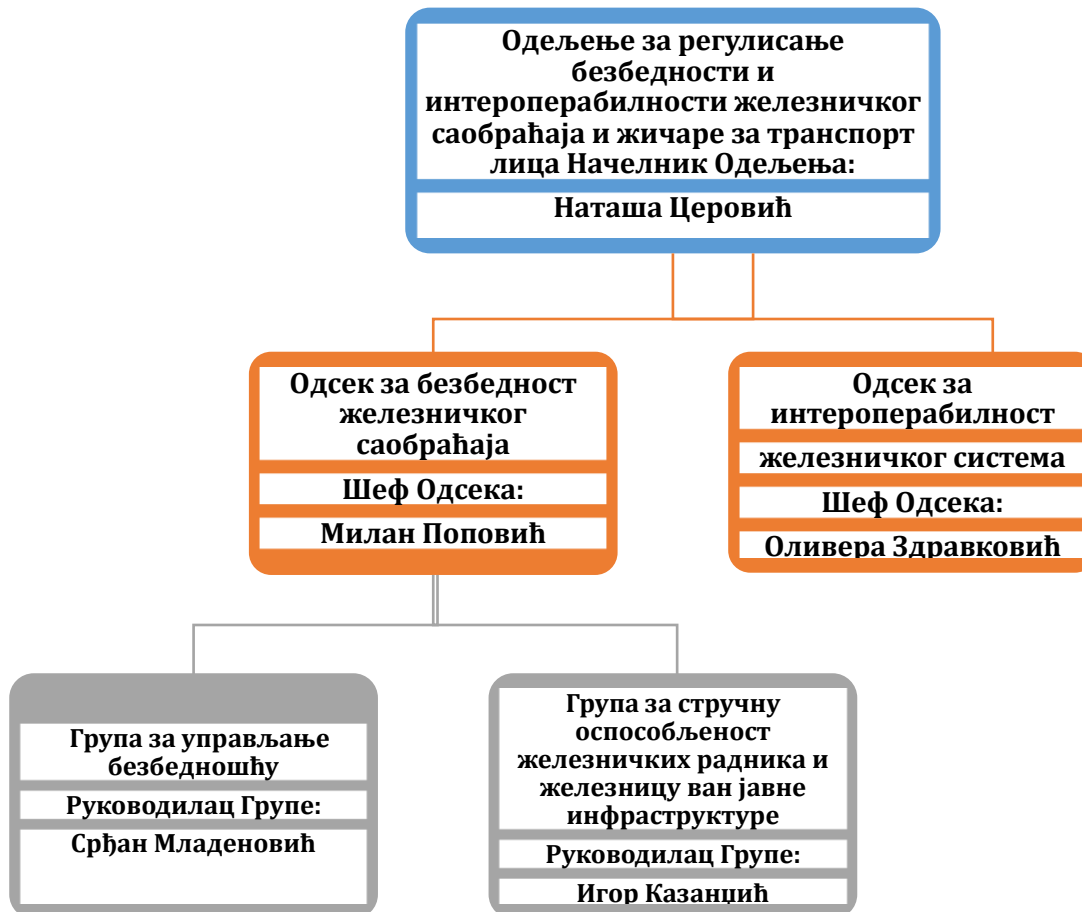 Одељење за регулисање
безбедности и
интероперабилности железничког
саобраћаја и жичаре за транспорт
лица Начелник Одељења:
Наташа Церовић
Одсек за безбедност
железничког
саобраћаја
Шеф Одсека:
Милан Поповић
Одсек за
интероперабилност
железничког система
Шеф Одсека:
Оливера Здравковић
Група за управљање
безбедношћу
Руководилац Групе:
Срђан Младеновић
Група за стручну
оспособљеност
железничких радника и
железницу ван јавне
инфраструктуре
Руководилац Групе:
Игор Казанџић